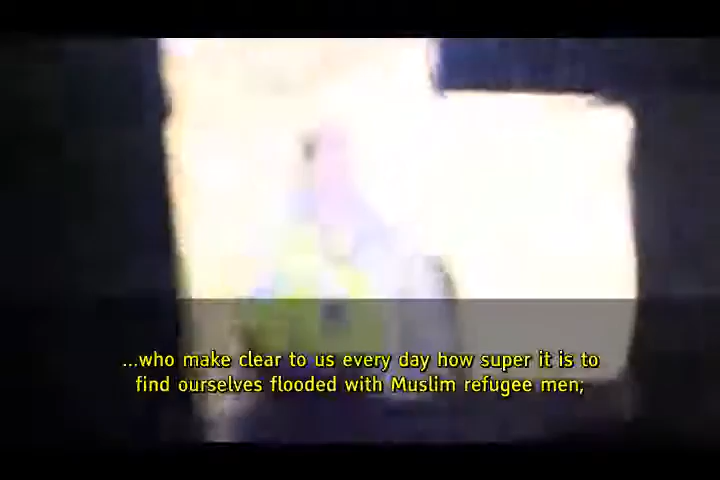 ...who make clear to us every day how super it is to
find ourselves flooded with Muslim refugee men;